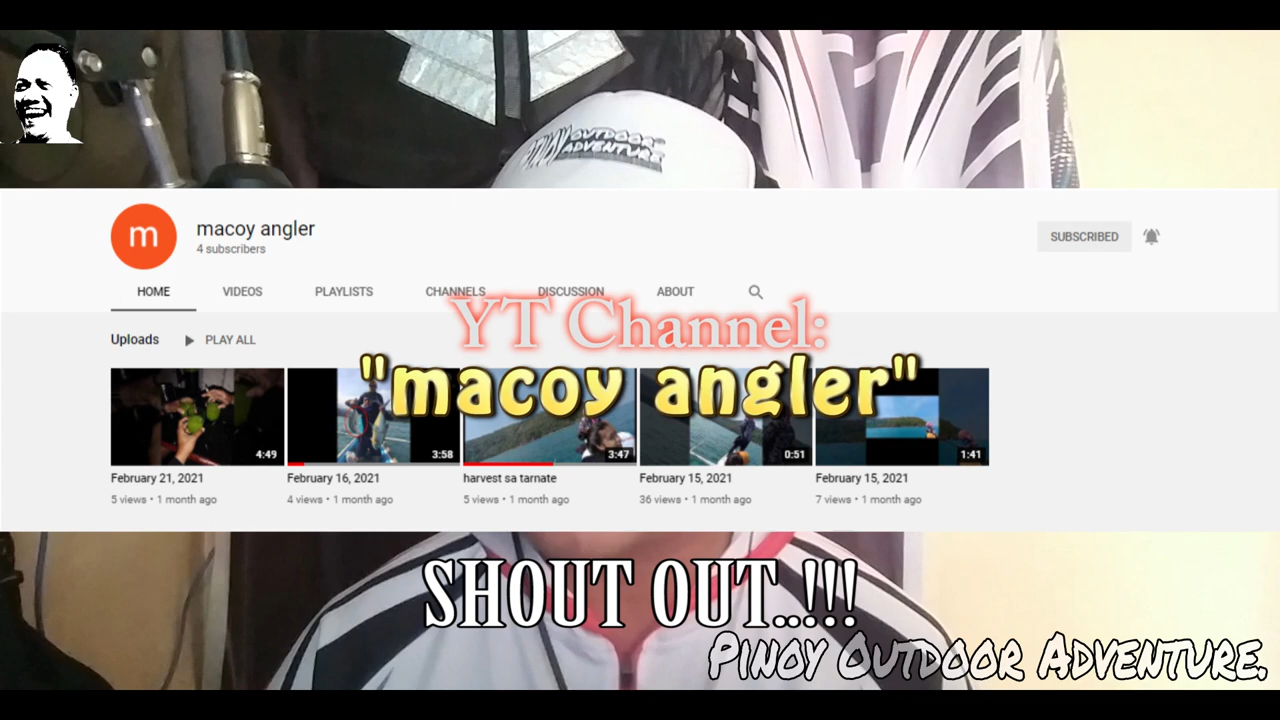 PINOY OUTDOOR
ADVENTURE
m
macoy angler
4 subscribers
SUBSCRIBED
HOME VIDEOS PLAYLISTS CHANNELS DISCUSSION ABOUT
YT Channel:
Uploads PLAY ALL
"macoy angler"
4:49 3:58 3:47 0:51 1:41
February 21, 2021 February 16, 2021 harvest sa tarnate February 15, 2021 February 15, 2021
5 views • 1 month ago 4 views • 1 month ago 5 views • 1 month ago 36 views • 1 month ago 7 views • 1 month ago
SHOUT OUT..!!!
PINOY OUTDOOR ADVENTURE.